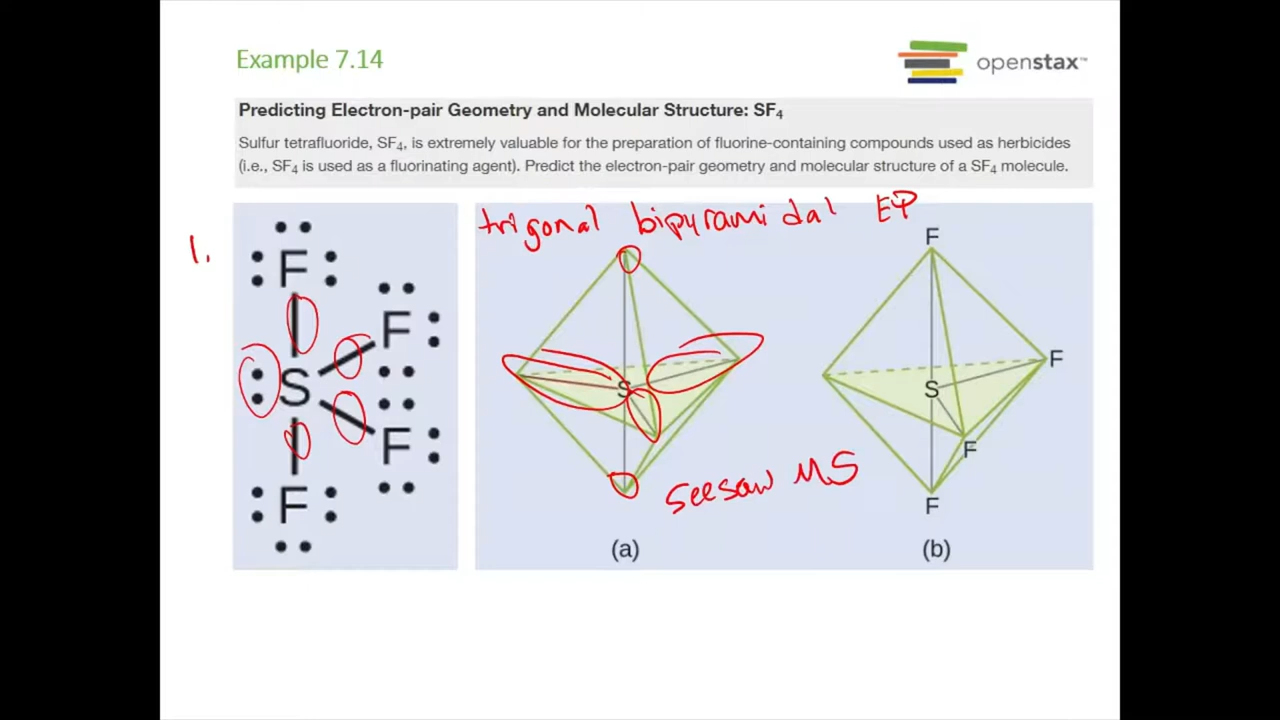 Example 7.14
openstax™
Predicting Electron-pair Geometry and Molecular Structure: SF₄
Sulfur tetrafluoride, SF₄, is extremely valuable for the preparation of fluorine-containing compounds used as herbicides
(i.e., SF₄ is used as a fluorinating agent). Predict the electron-pair geometry and molecular structure of a SF₄ molecule.
1.
F
F
S
F
F
trigonal bipyramidal EP
S
seesaw MS
(a)
F
F
S
F
F
(b)